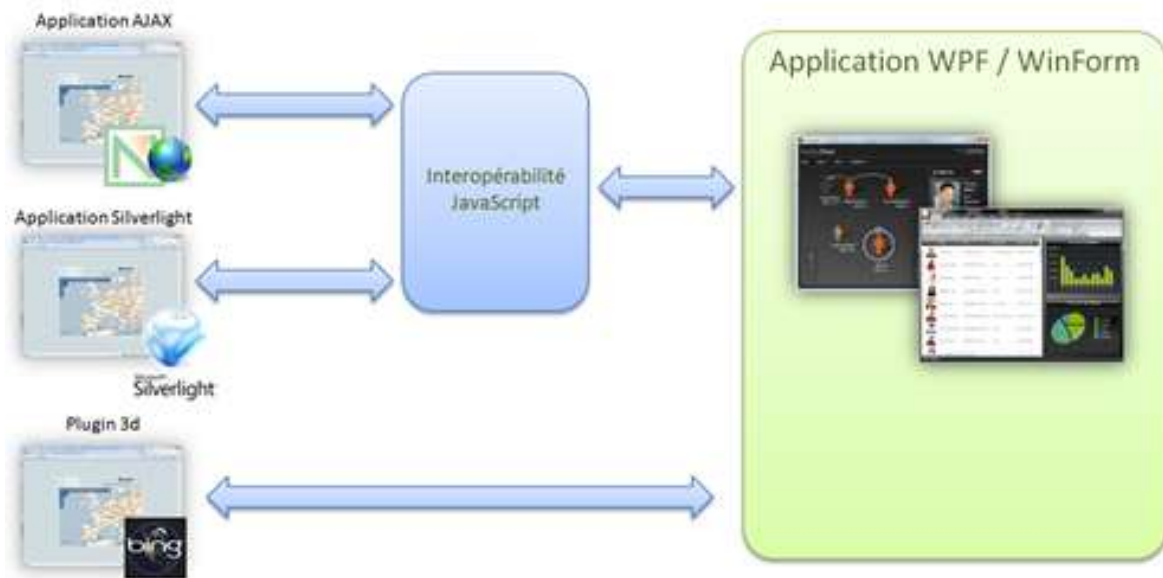 Application AJAX
Application WPF / WinForm
Interopérabilité
JavaScript
Application Silverlight
Silverlight
Plugin 3d
bing